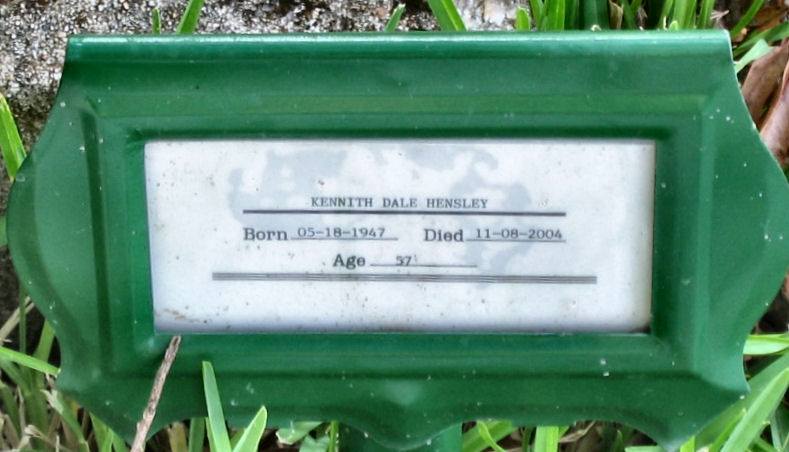 KENNITH DALE HENSLEY
Born 05-18-1947 Died 11-08-2004
Age 57